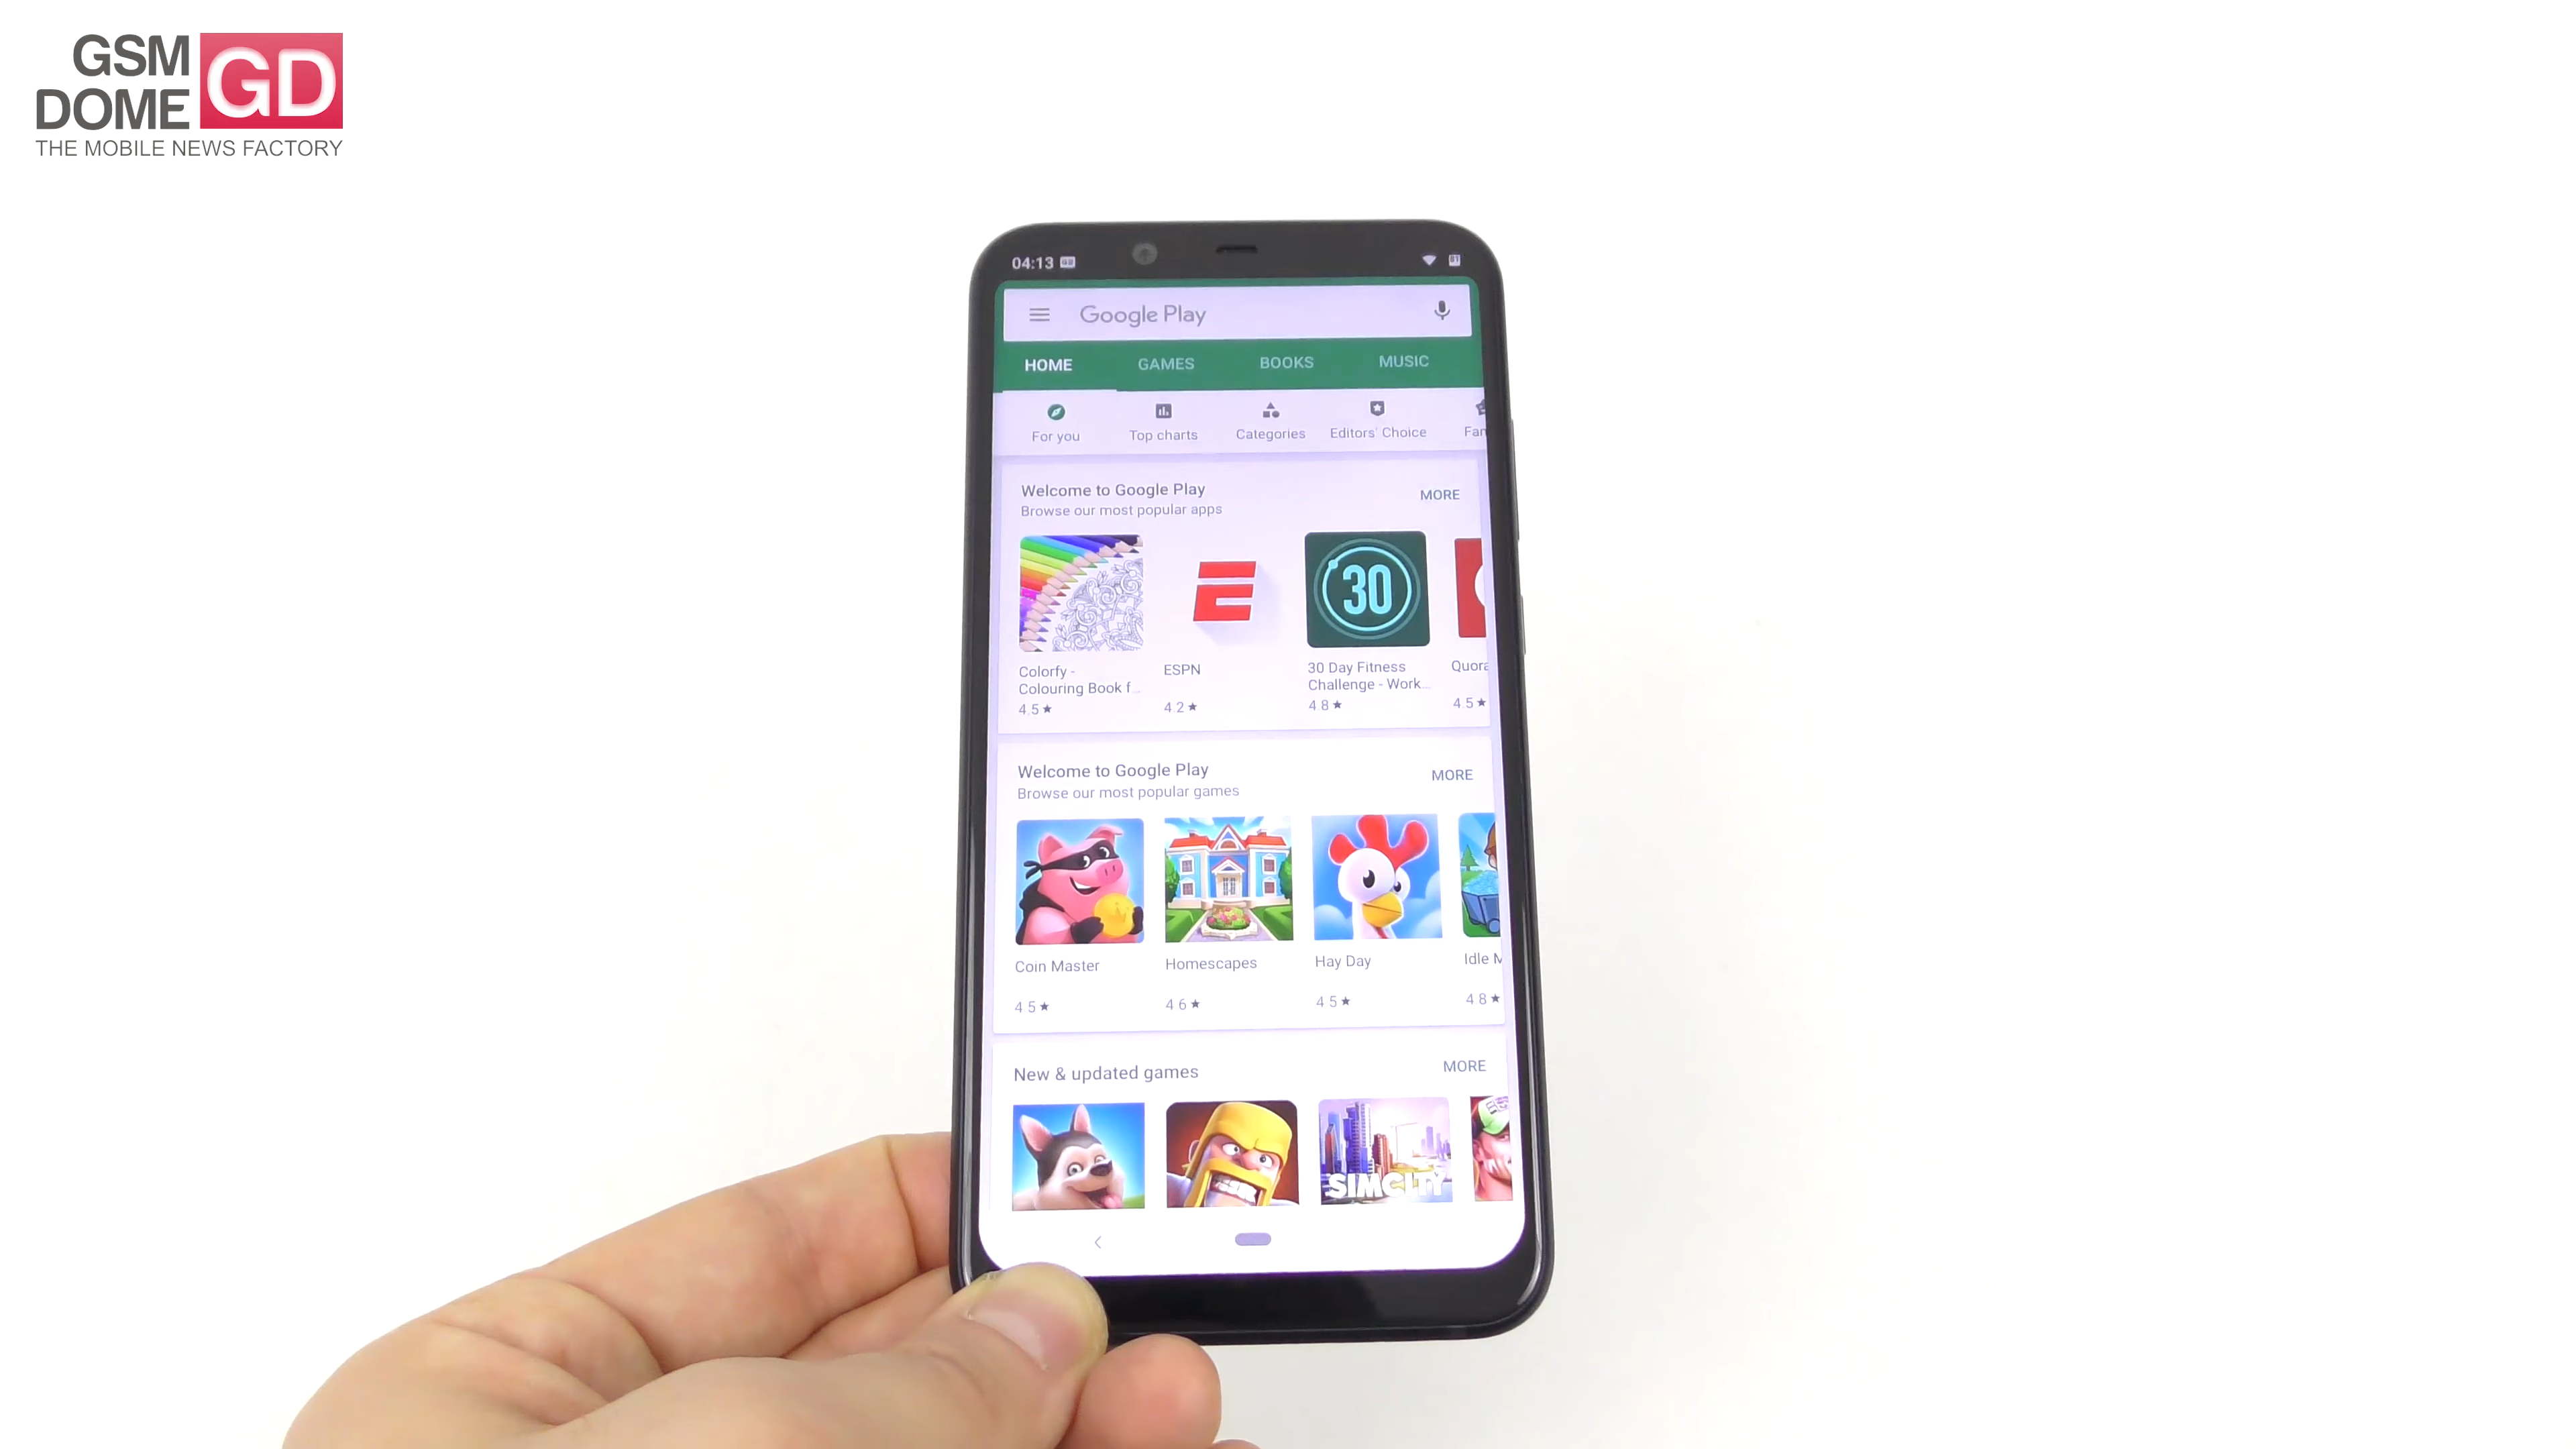 GSM
DOME
GD
THE MOBILE NEWS FACTORY
04:13
Google Play
HOME GAMES BOOKS MUSIC
For you Top charts Categories Editors' Choice Fam
Welcome to Google Play MORE
Browse our most popular apps
30
Colorfy - Colouring Book f...
4.5★
ESPN
4.2★
30 Day Fitness Challenge - Work...
4.8★
Quora
4.5★
Welcome to Google Play MORE
Browse our most popular games
Coin Master Homescapes Hay Day Idle M
4.5★ 4.6★ 4.5★ 4.8★
New & updated games MORE
SIMCITY